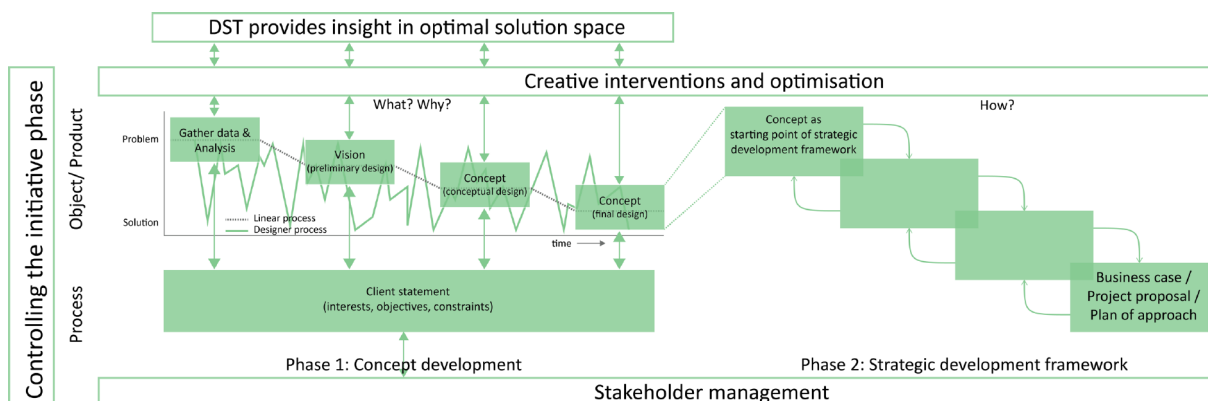 DST provides insight in optimal solution space
Controlling the initiative phase
Creative interventions and optimisation
Object/ Product
What? Why?
How?
Problem
Gather data &
Analysis
Vision
(preliminary design)
Concept
(conceptual design)
Concept
(final design)
Solution
Linear process
Designer process
time
Concept as
starting point of strategic
development framework
Process
Client statement
(interests, objectives, constraints)
Business case /
Project proposal /
Plan of approach
Phase 1: Concept development
Phase 2: Strategic development framework
Stakeholder management